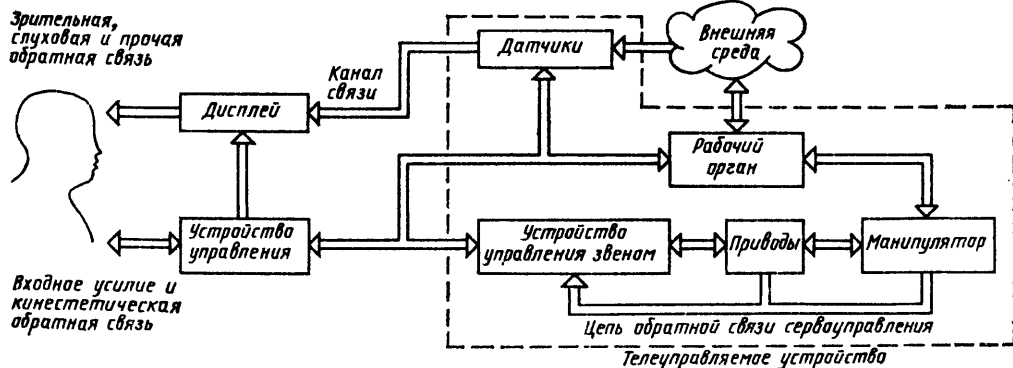 Зрительная,
слуховая и прочая
обратная связь
Внешняя
среда
Датчики
Канал
связи
Дисплей
Рабочий
орган
Устройство
управления
Устройство
управления звеном
Приводы
Манипулятор
Входное усилие и
кинестетическая
обратная связь
Цепь обратной связи сервоуправления
Телеуправляемое устройство